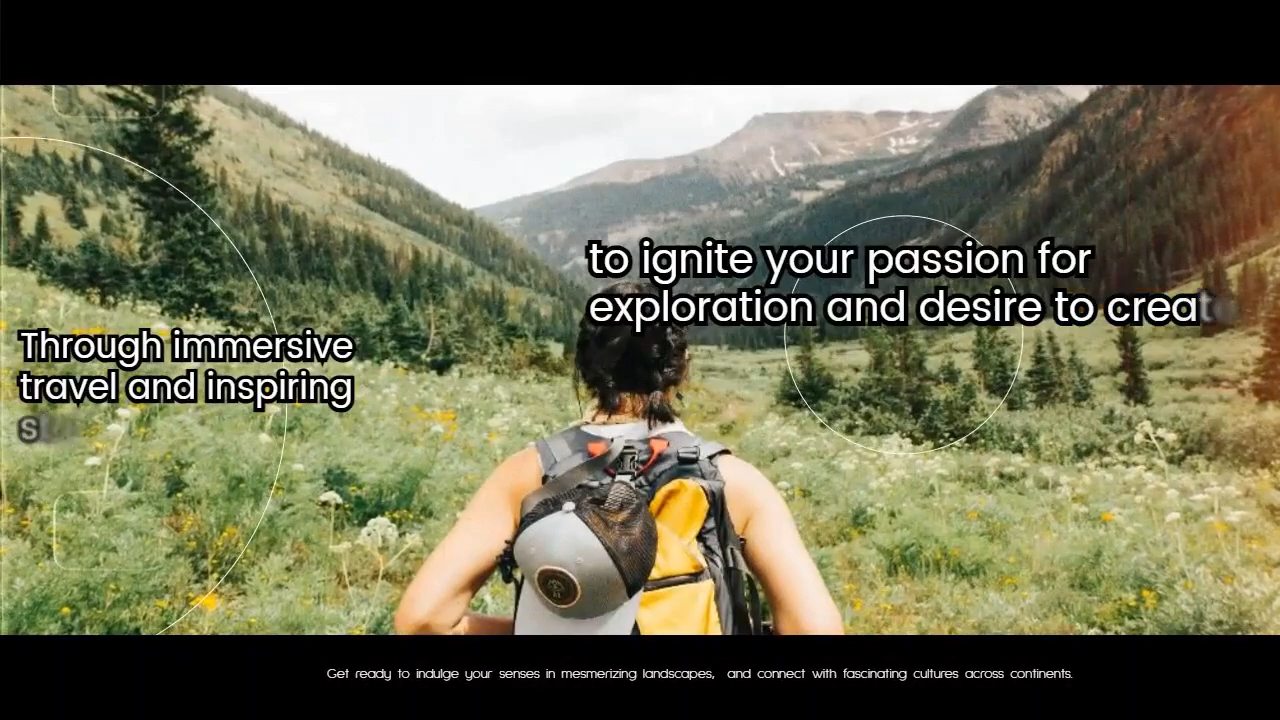 Through immersive
travel and inspiring
to ignite your passion for
exploration and desire to
Get ready to indulge your senses in mesmerizing landscapes, and connect with fascinating cultures across continents.